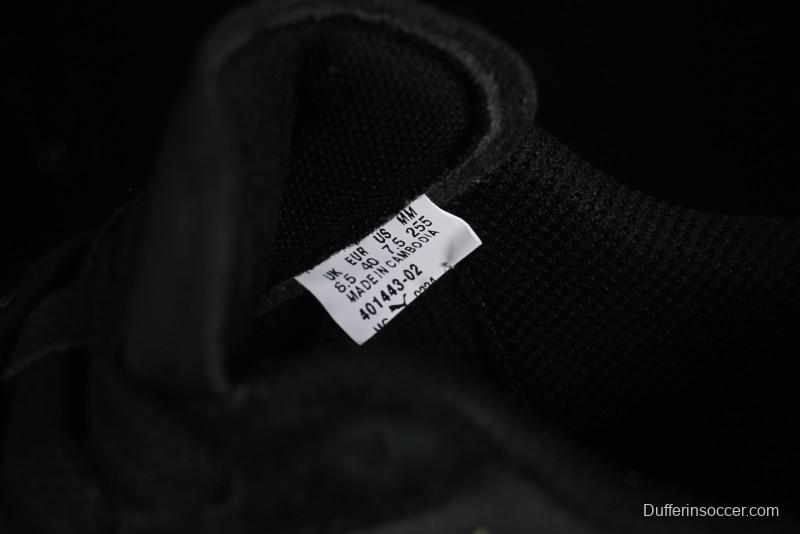 UK EUR US MM
6.5 40 7.5 255
MADE IN CAMBODIA
401443-02
Dufferinsoccer.com